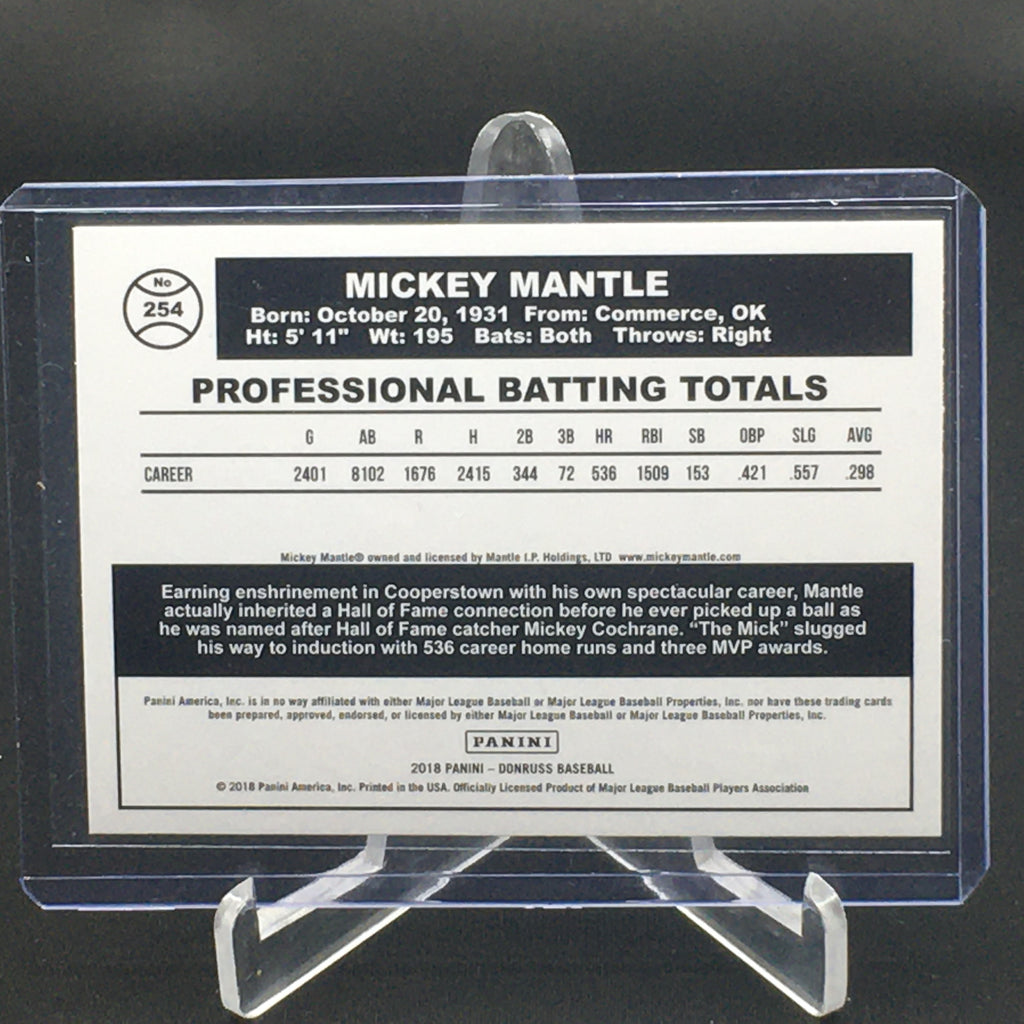 No
254
MICKEY MANTLE
Born: October 20, 1931 From: Commerce, OK
Ht: 5' 11" Wt: 195 Bats: Both Throws: Right
PROFESSIONAL BATTING TOTALS
G AB R H 2B 3B HR RBI SB OBP SLG AVG
CAREER 2401 8102 1676 2415 344 72 536 1509 153 .421 .557 .298
Mickey Mantle® owned and licensed by Mantle I.P. Holdings, LTD www.mickeymantle.com
Earning enshrinement in Cooperstown with his own spectacular career, Mantle
actually inherited a Hall of Fame connection before he ever picked up a ball as
he was named after Hall of Fame catcher Mickey Cochrane. “The Mick” slugged
his way to induction with 536 career home runs and three MVP awards.
Panini America, Inc. is in no way affiliated with either Major League Baseball or Major League Baseball Properties, Inc. nor have these trading cards
been prepared, approved, endorsed, or licensed by either Major League Baseball or Major League Baseball Properties, Inc.
PANINI
2018 PANINI – DONRUSS BASEBALL
© 2018 Panini America, Inc. Printed in the USA. Officially Licensed Product of Major League Baseball Players Association